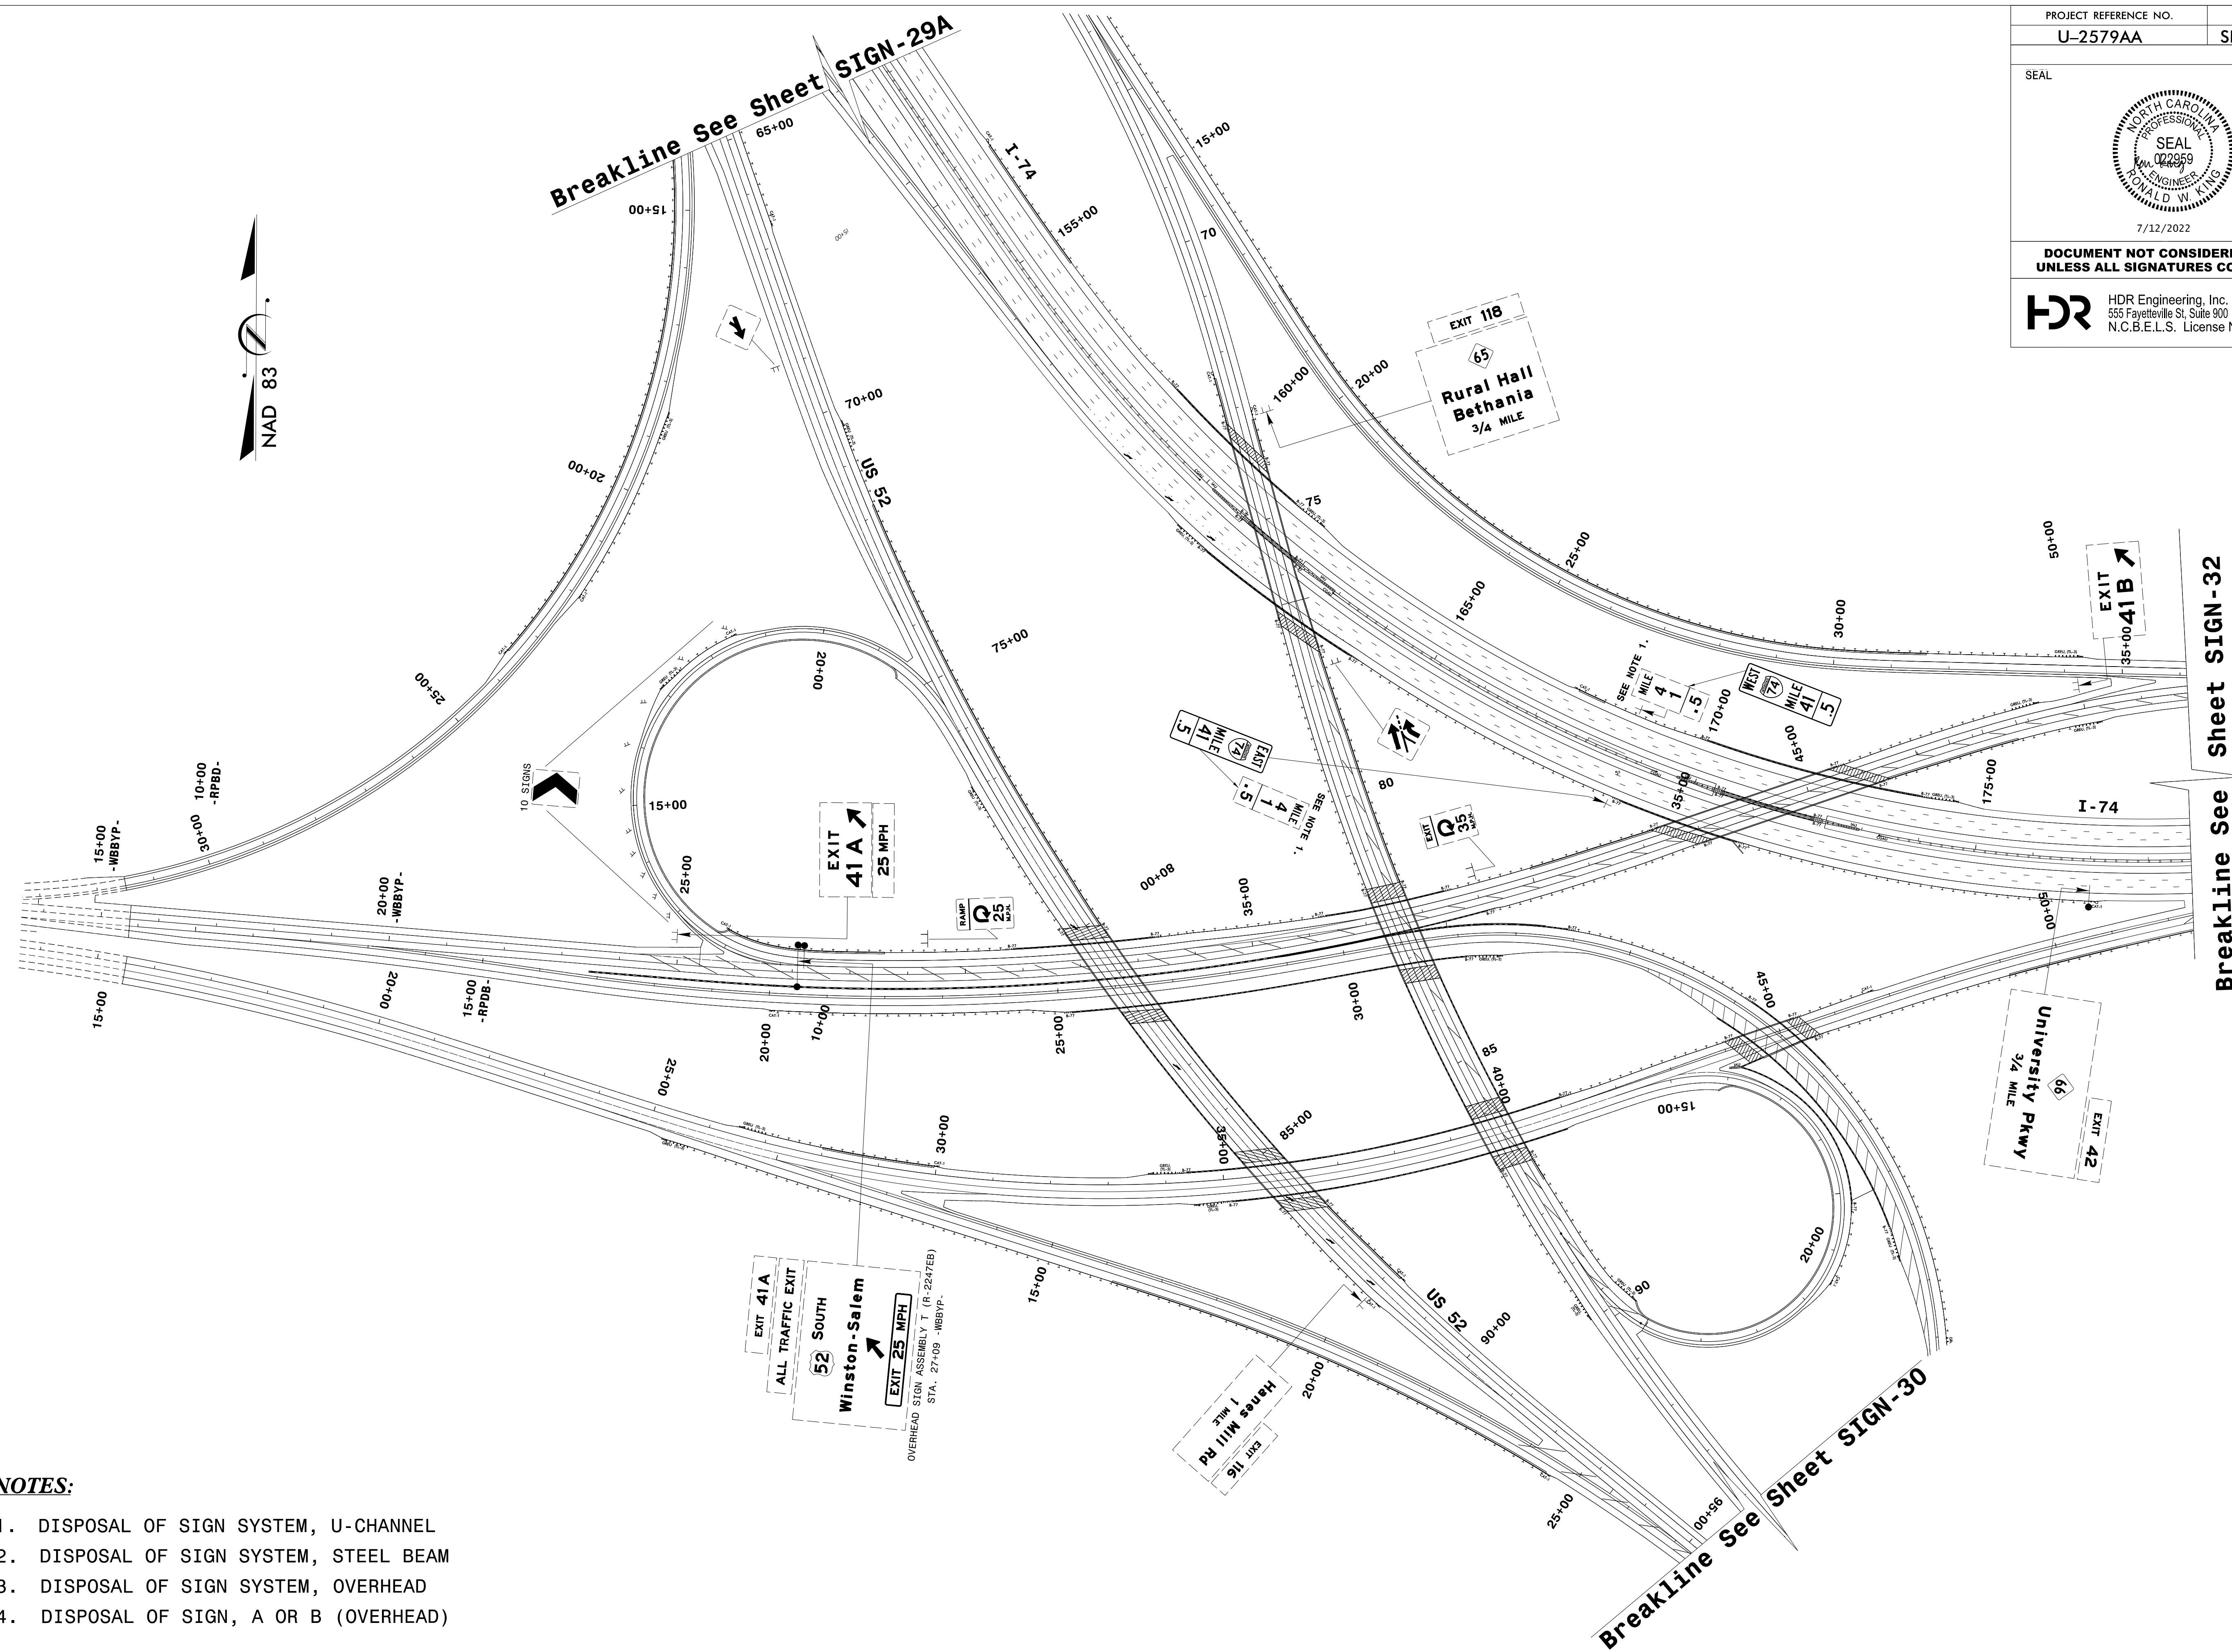 PROJECT REFERENCE NO.
U–2579AA
SEAL
NORTH CAROLINA
PROFESSIONAL
SEAL
022959
ENGINEER
RONALD W. KING
7/12/2022
DOCUMENT NOT CONSIDER
UNLESS ALL SIGNATURES CO
HDR
HDR Engineering, Inc.
555 Fayetteville St, Suite 900
N.C.B.E.L.S. License N
Breakline See Sheet SIGN-29A
NAD 83
65+00
15+00
15+00
I-74
155+00
15+00
70
70+00
US 52
20+00
25+00
75+00
EXIT 118
65
Rural Hall
Bethania
3/4 MILE
160+00
20+00
75
25+00
165+00
30+00
50+00
EXIT
41 B
35+00
Breakline See Sheet SIGN-32
SEE NOTE 1.
MILE
4
1
.5
170+00
WEST
74
MILE
41
.5
45+00
175+00
I-74
35+00
EAST
74
MILE
41
.5
MILE
4
1
.5
SEE NOTE 1.
80
EXIT
35
M.P.H.
10 SIGNS
20+00
15+00
25+00
EXIT
41 A
25 MPH
RAMP
25
M.P.H.
80+00
35+00
10+00
-RPBD-
30+00
15+00
-WBBYP-
20+00
-WBBYP-
20+00
15+00
-RPDB-
15+00
20+00
10+00
25+00
30+00
50+00
45+00
25+00
30+00
35+00
85+00
85
40+00
15+00
20+00
90
15+00
EXIT 42
66
University Pkwy
3/4 MILE
EXIT 41 A
ALL TRAFFIC EXIT
52 SOUTH
Winston-Salem
EXIT 25 MPH
OVERHEAD SIGN ASSEMBLY T (R-2247EB)
STA. 27+09 -WBBYP-
Hanes Mill Rd
1 MILE
EXIT 116
US 52
90+00
20+00
25+00
95+00
Breakline See Sheet SIGN-30
NOTES:
1. DISPOSAL OF SIGN SYSTEM, U-CHANNEL
2. DISPOSAL OF SIGN SYSTEM, STEEL BEAM
3. DISPOSAL OF SIGN SYSTEM, OVERHEAD
4. DISPOSAL OF SIGN, A OR B (OVERHEAD)